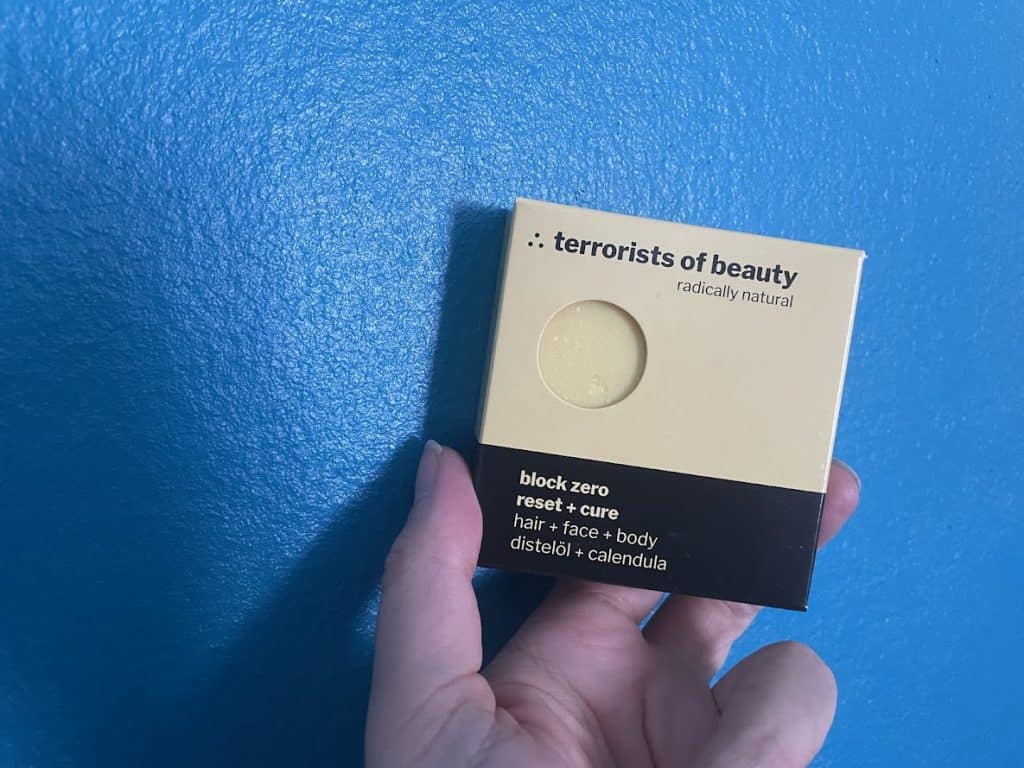 ∴ terrorists of beauty
radically natural
block zero
reset + cure
hair + face + body
distelöl + calendula